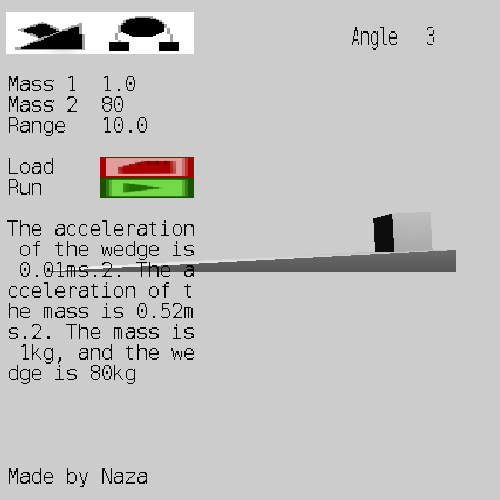 Angle 3
Mass 1 1.0
Mass 2 80
Range 10.0
Load
Run
The acceleration
of the wedge is
0.01ms.2. The a
cceleration of t
he mass is 0.52m
s.2. The mass is
1kg, and the we
dge is 80kg
Made by Naza